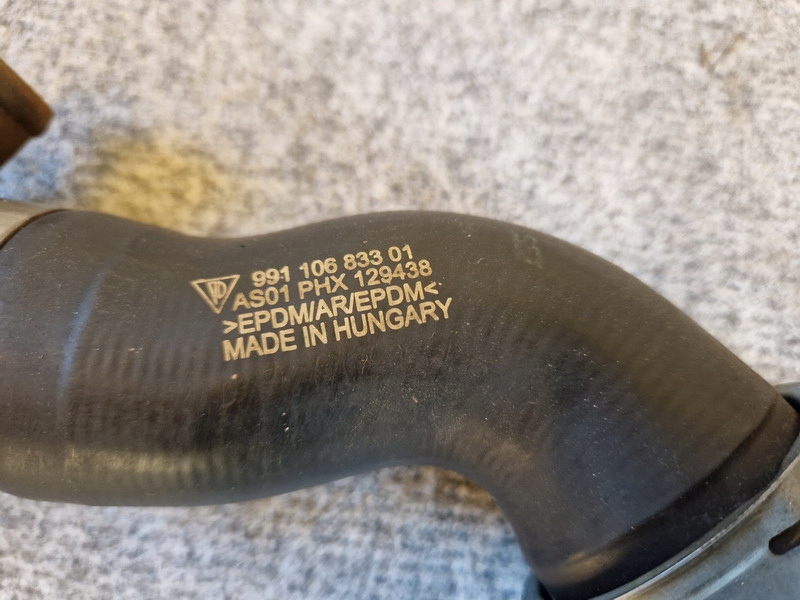 991 106 833 01
AS01 PHX 129438
>EPDM/AR/EPDM<
MADE IN HUNGARY